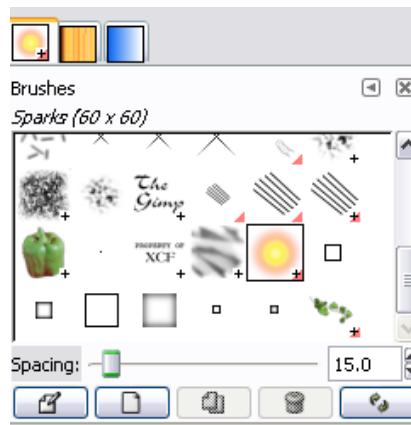 Brushes
Sparks (60 x 60)
The
Gimp
PROPERTY OF
XCF
Spacing:
15.0